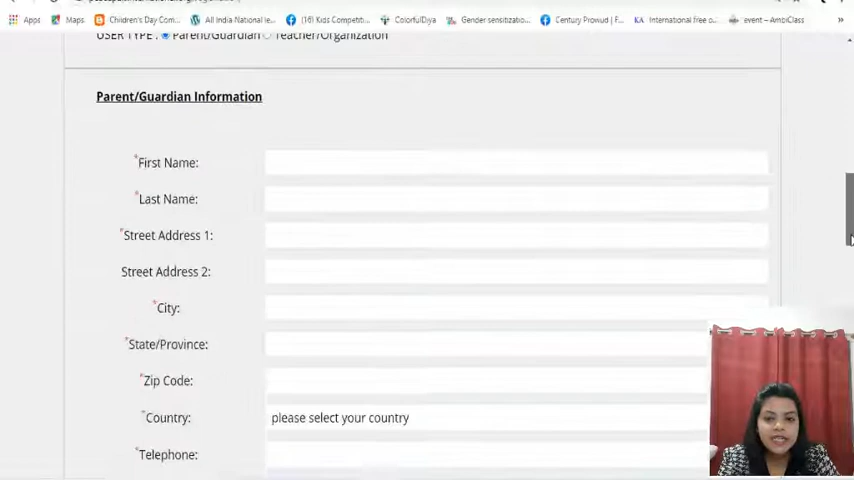 Apps Maps Children's Day Com... All India National le... (16) Kids Competiti... ColorfulDiya Gender sensitizatio... Century Prowud | F... KA International free o... event – AmbiClass »
USER TYPE : Parent/Guardian Teacher/Organization
Parent/Guardian Information
*First Name:
*Last Name:
*Street Address 1:
Street Address 2:
*City:
*State/Province:
*Zip Code:
*Country: please select your country
*Telephone: